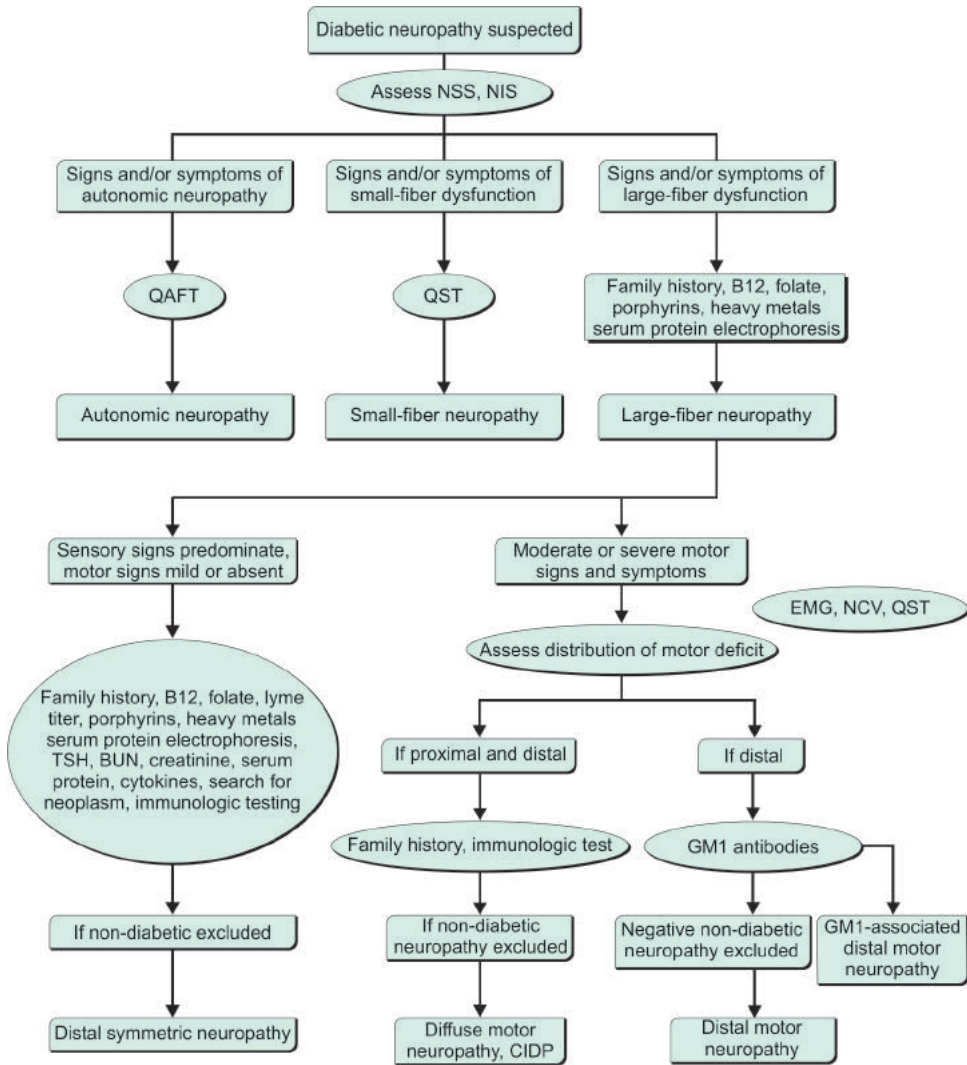 Diabetic neuropathy suspected
Assess NSS, NIS
Signs and/or symptoms of
autonomic neuropathy
Signs and/or symptoms of
small-fiber dysfunction
Signs and/or symptoms of
large-fiber dysfunction
QAFT
QST
Family history, B12, folate,
porphyrins, heavy metals
serum protein electrophoresis
Autonomic neuropathy
Small-fiber neuropathy
Large-fiber neuropathy
Sensory signs predominate,
motor signs mild or absent
Moderate or severe motor
signs and symptoms
EMG, NCV, QST
Assess distribution of motor deficit
Family history, B12, folate, lyme
titer, porphyrins, heavy metals
serum protein electrophoresis,
TSH, BUN, creatinine, serum
protein, cytokines, search for
neoplasm, immunologic testing
If proximal and distal
If distal
Family history, immunologic test
GM1 antibodies
If non-diabetic excluded
If non-diabetic
neuropathy excluded
Negative non-diabetic
neuropathy excluded
GM1-associated
distal motor
neuropathy
Distal symmetric neuropathy
Diffuse motor
neuropathy, CIDP
Distal motor
neuropathy